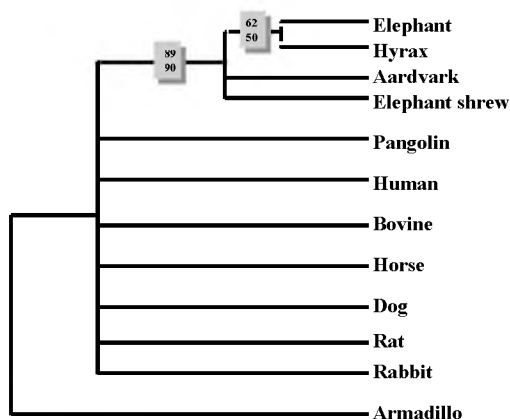 62
50
Elephant
Hyrax
89
90
Aardvark
Elephant shrew
Pangolin
Human
Bovine
Horse
Dog
Rat
Rabbit
Armadillo